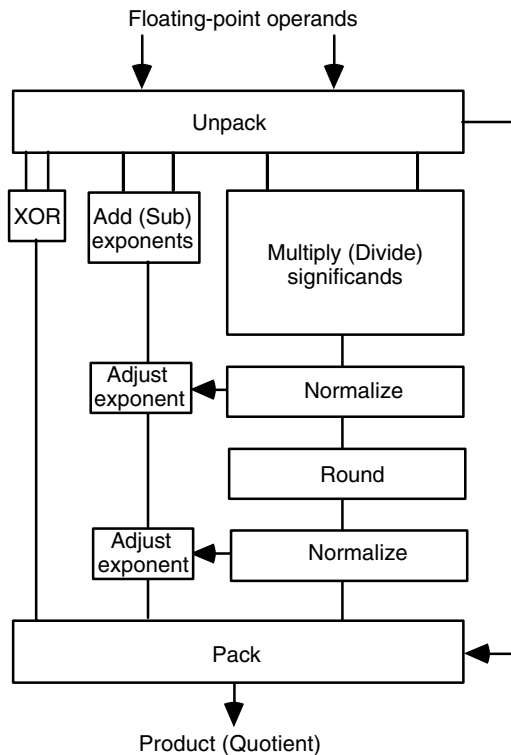 Floating-point operands
Unpack
XOR
Add (Sub)
exponents
Multiply (Divide)
significands
Adjust
exponent
Normalize
Round
Adjust
exponent
Normalize
Pack
Product (Quotient)